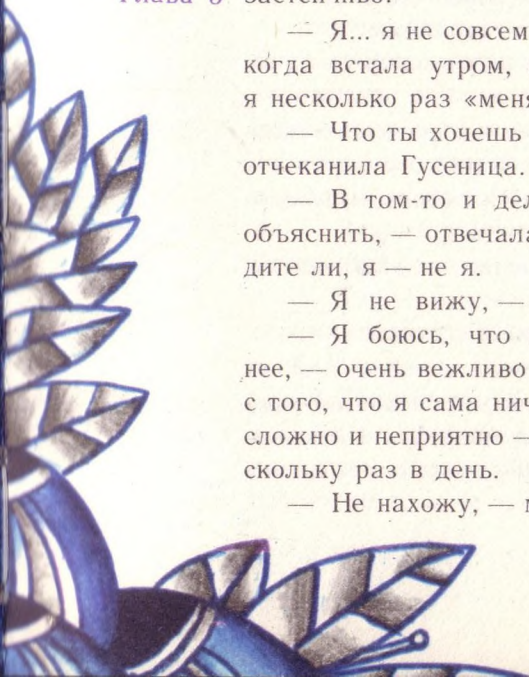 Глава 5 застенчиво:
— Я... я не совсем
когда встала утром,
я несколько раз «меня
— Что ты хочешь
отчеканила Гусеница.
— В том-то и дел
объяснить, — отвечала
дите ли, я — не я.
— Я не вижу, —
— Я боюсь, что
нее, — очень вежливо
с того, что я сама нич
сложно и неприятно —
скольку раз в день.
— Не нахожу, —